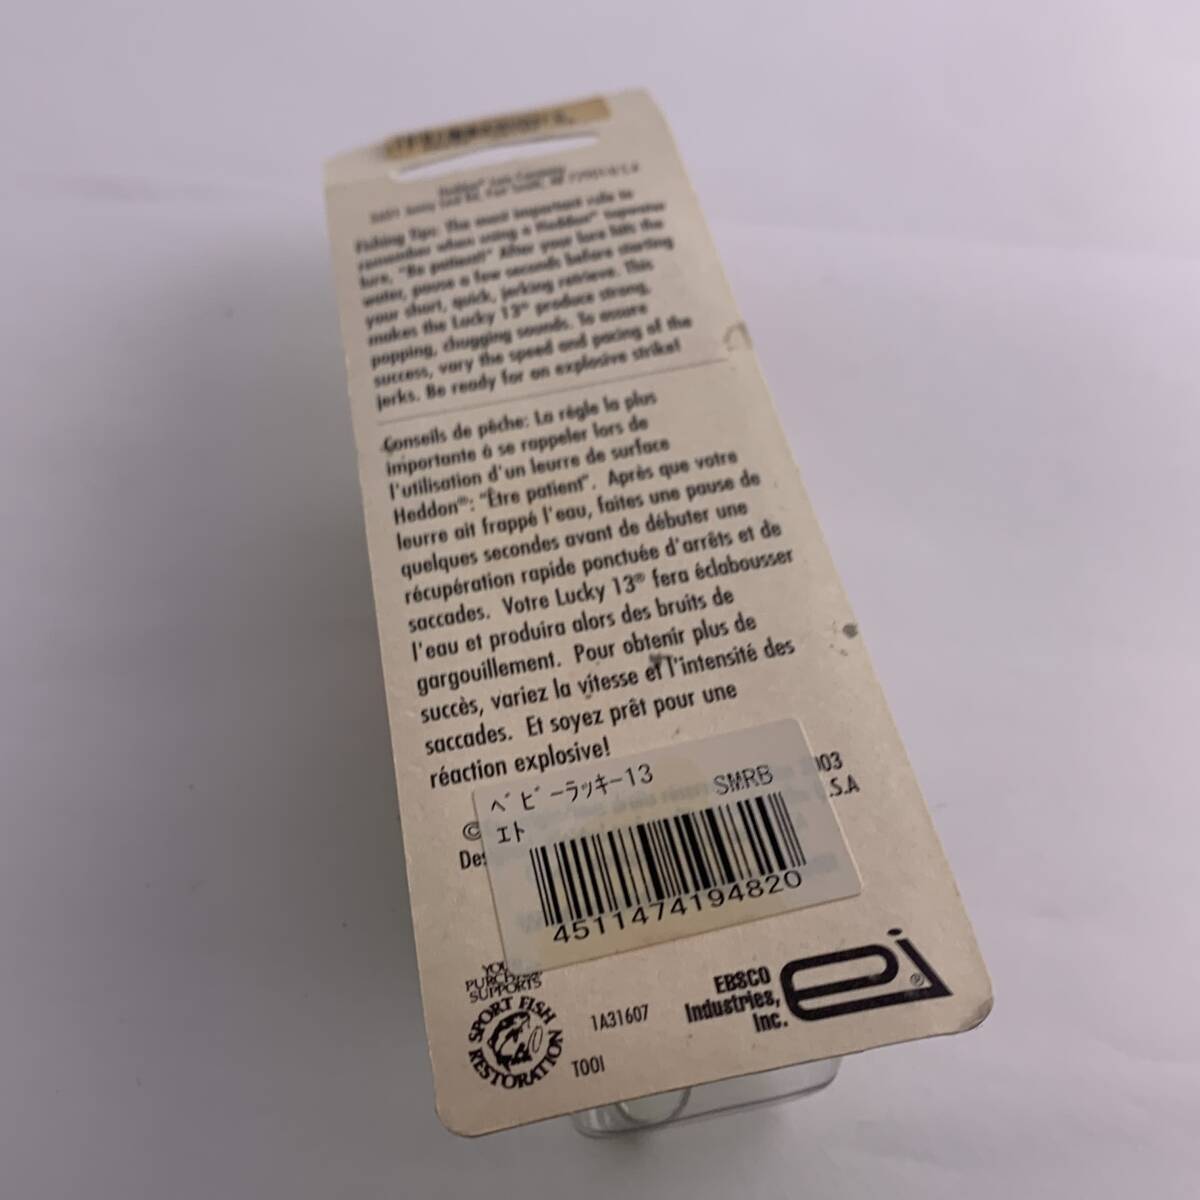 Fishing Tips: The most important rule to
remember when using a Heddon® topwater
lure, "Be patient!" After your lure hits the
water, pause a few seconds before starting
your short, quick, jerking retrieve. This
makes the Lucky 13® produce strong,
popping, chugging sounds. To assure
success, vary the speed and pacing of the
jerks. Be ready for an explosive strike!
Conseils de pêche: La règle la plus
importante à se rappeler lors de
l'utilisation d'un leurre de surface
Heddon®: "Être patient". Après que votre
leurre ait frappé l'eau, faites une pause de
quelques secondes avant de débuter une
récupération rapide ponctuée d'arrêts et de
saccades. Votre Lucky 13® fera éclabousser
l'eau et produira alors des bruits de
gargouillement. Pour obtenir plus de
succès, variez la vitesse et l'intensité des
saccades. Et soyez prêt pour une
réaction explosive!
ベビーラッキー13 SMRB
エト
4511474194820
©
003
.S.A
PURCHASE
SUPPORTS
SPORT FISH
RESTORATION
1A31607
T001
EBSCO
Industries,
Inc.
ei®